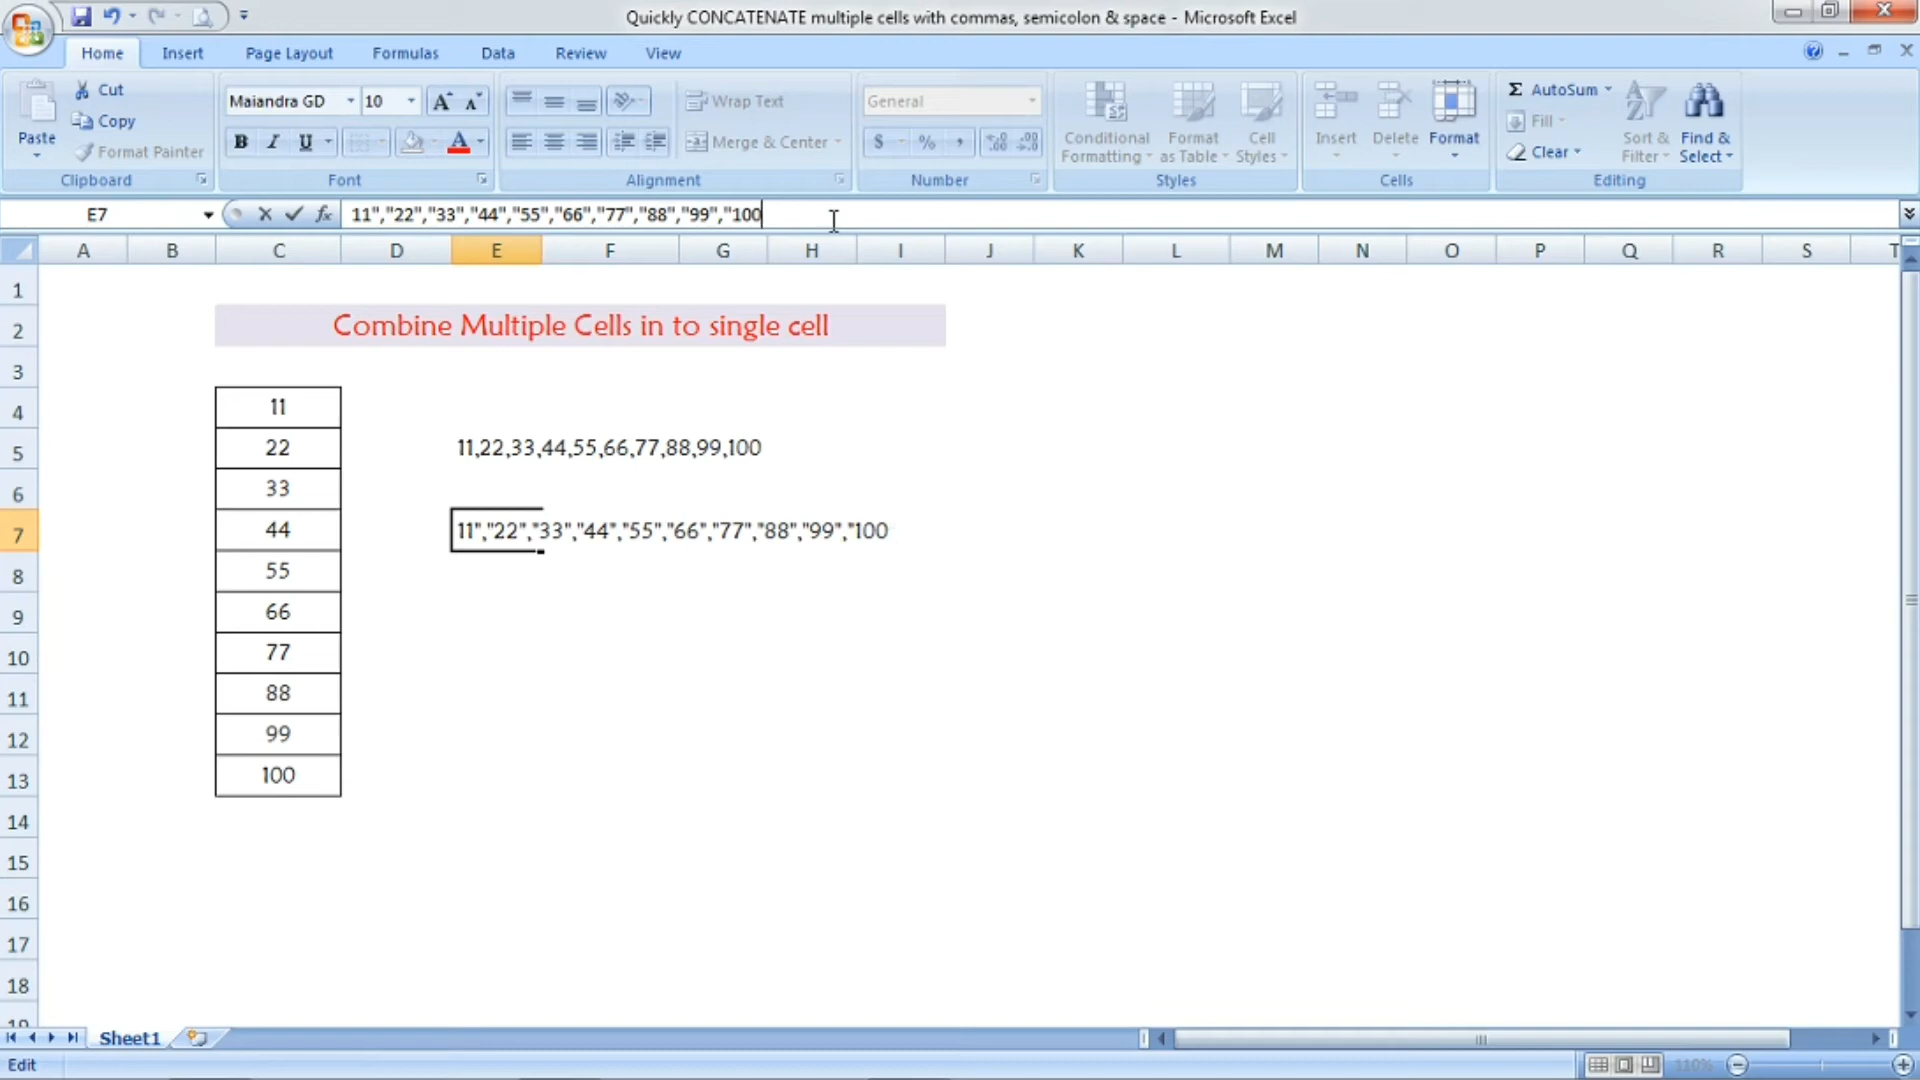 Quickly CONCATENATE multiple cells with commas, semicolon & space - Microsoft Excel
Home Insert Page Layout Formulas Data Review View
Paste
Cut
Copy
Format Painter
Clipboard
Maiandra GD 10
B I U
Font
Wrap Text
Merge & Center
Alignment
General
$ % ,
Number
Conditional Formatting
Format as Table
Cell Styles
Styles
Insert Delete Format
Cells
Σ AutoSum
Fill
Clear
Sort & Filter
Find & Select
Editing
E7 fx 11","22","33","44","55","66","77","88","99","100
A B C D E F G H I J K L M N O P Q R S T
1
2 Combine Multiple Cells in to single cell
3
4 11
5 22 11,22,33,44,55,66,77,88,99,100
6 33
7 44 11","22","33","44","55","66","77","88","99","100
8 55
9 66
10 77
11 88
12 99
13 100
14
15
16
17
18
19
Sheet1
Edit 110%